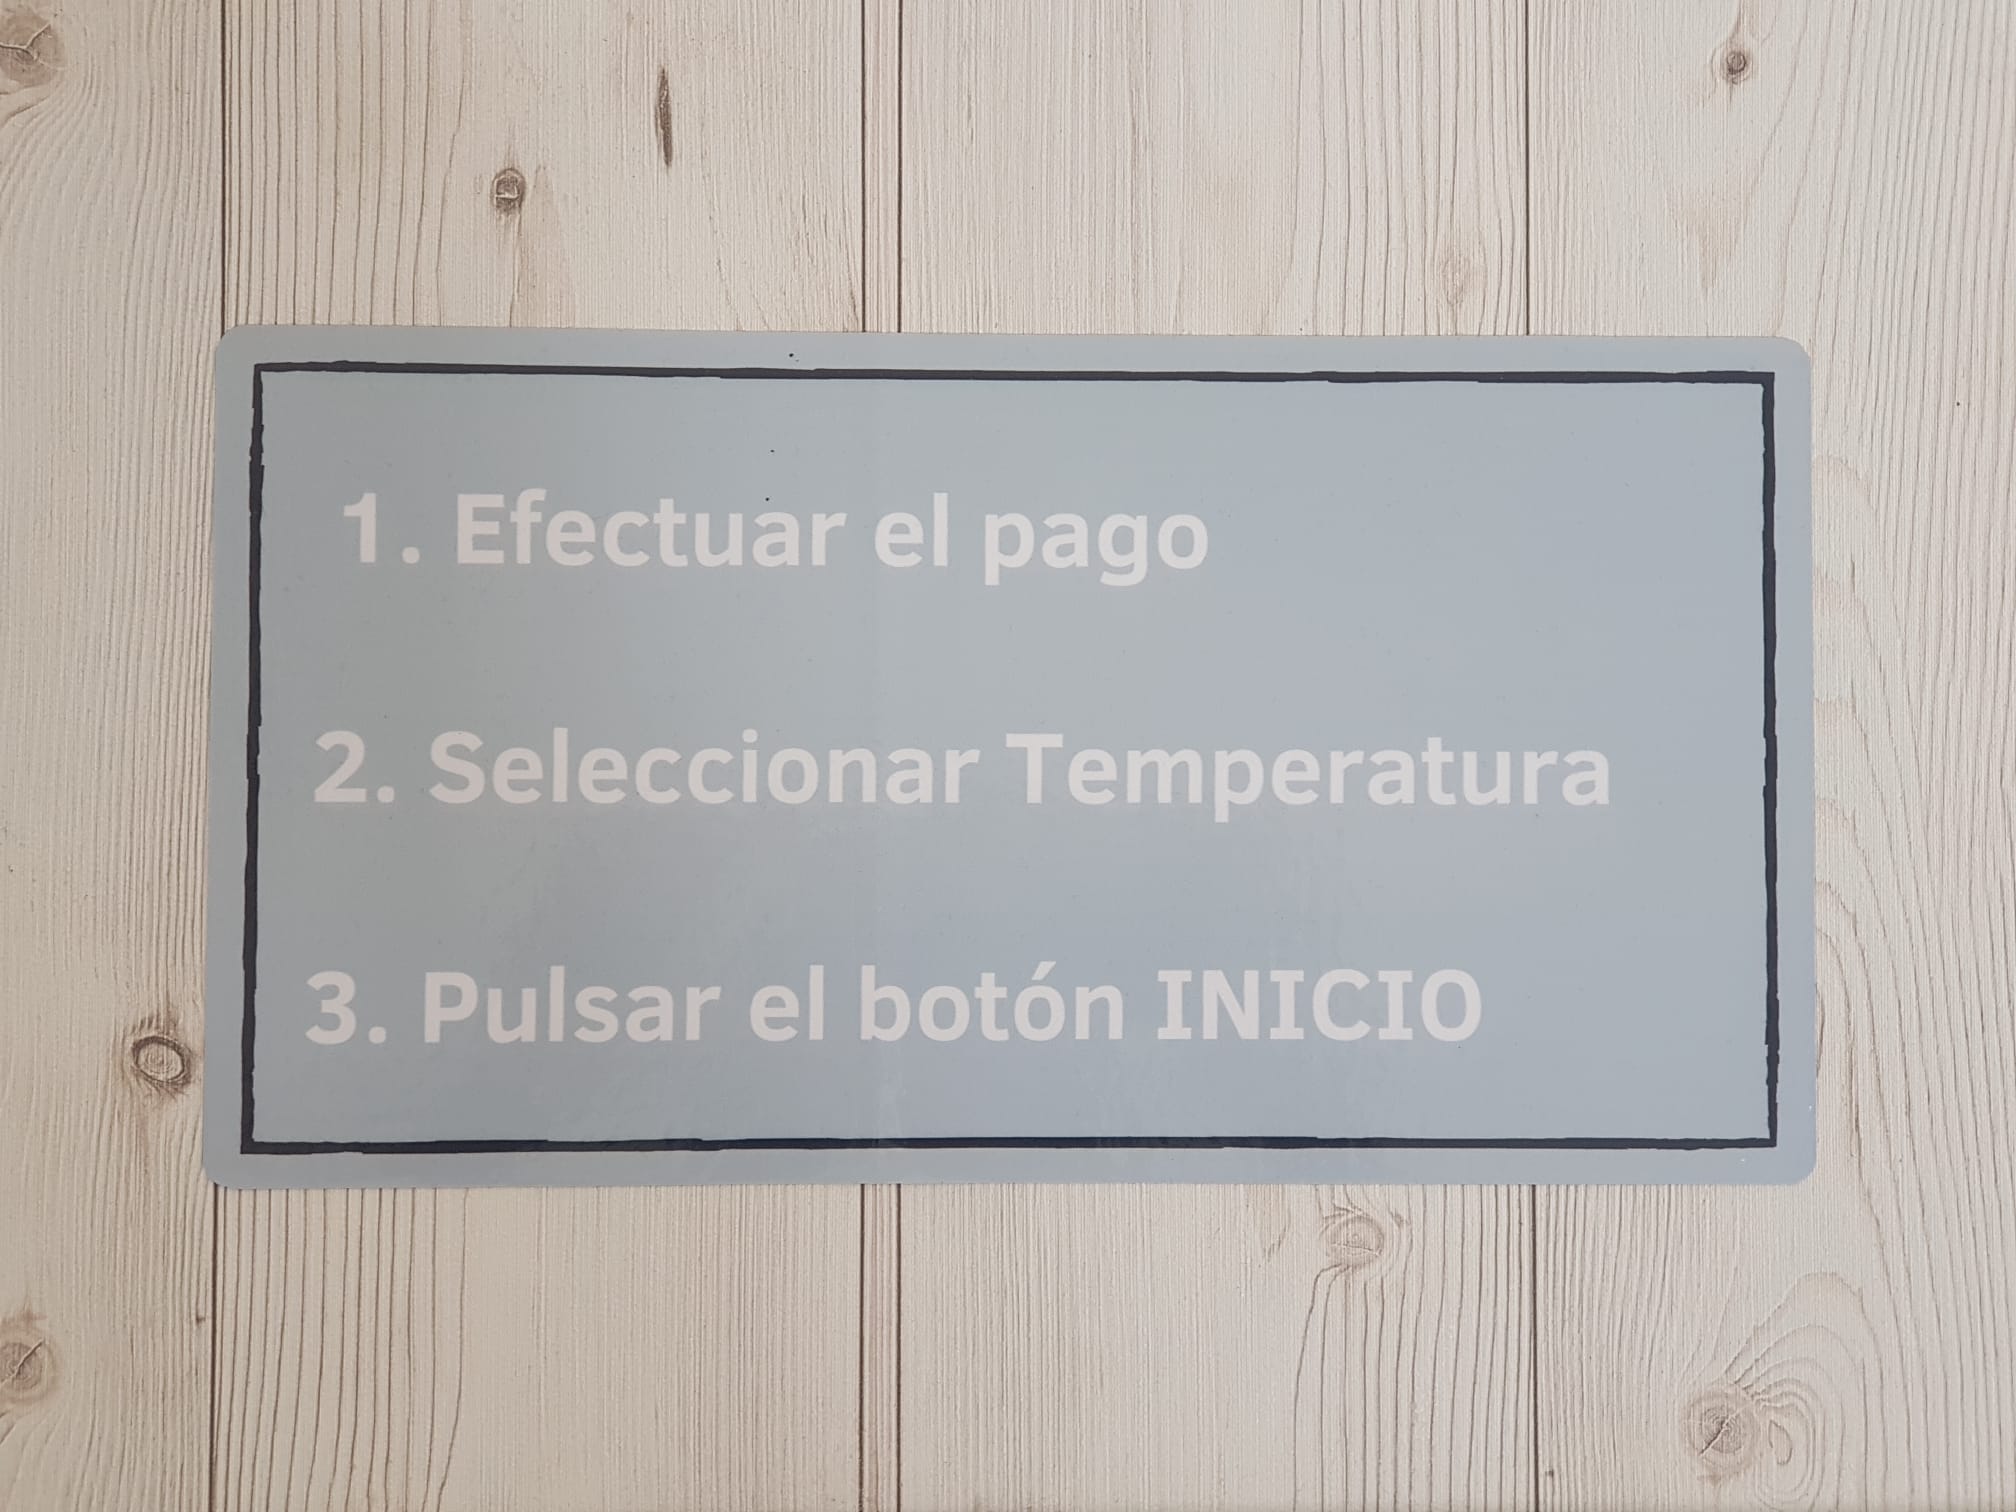 1. Efectuar el pago
2. Seleccionar Temperatura
3. Pulsar el botón INICIO